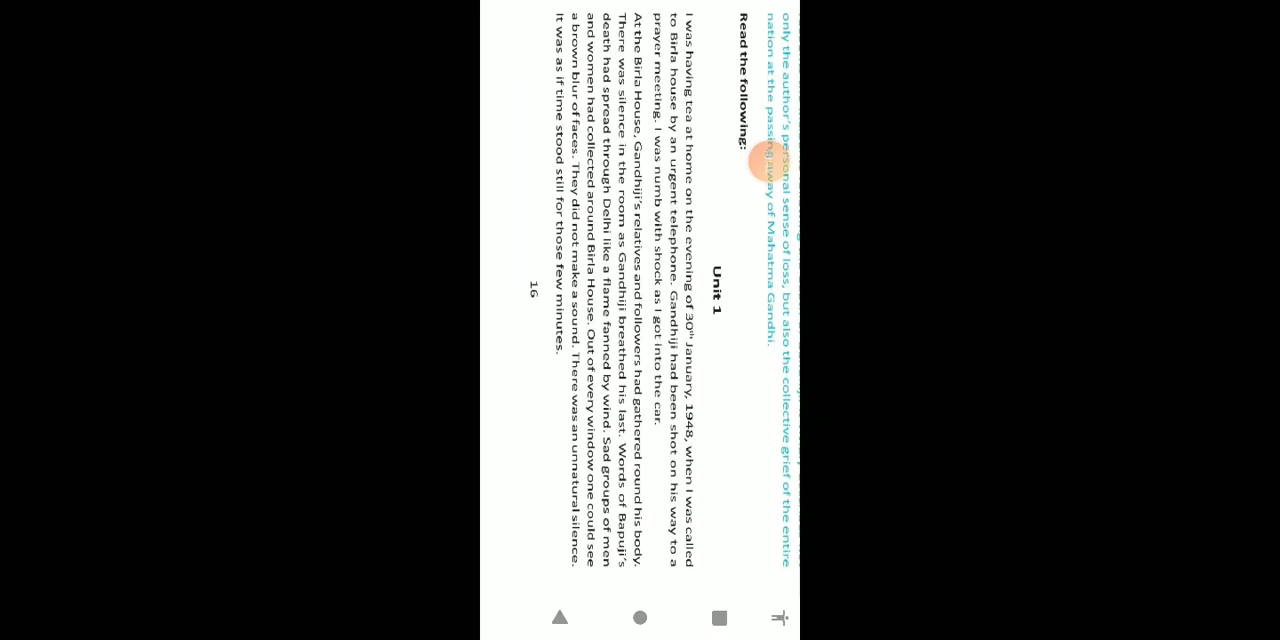 only the author's personal sense of loss, but also the collective grief of the entire
nation at the passing away of Mahatma Gandhi.
Unit 1
Read the following:
I was having tea at home on the evening of 30th January, 1948, when I was called
to Birla house by an urgent telephone. Gandhiji had been shot on his way to a
prayer meeting. I was numb with shock as I got into the car.
At the Birla House, Gandhiji's relatives and followers had gathered round his body.
There was silence in the room as Gandhiji breathed his last. Words of Bapuji's
death had spread through Delhi like a flame fanned by wind. Sad groups of men
and women had collected around Birla House. Out of every window one could see
a brown blur of faces. They did not make a sound. There was an unnatural silence.
It was as if time stood still for those few minutes.
16